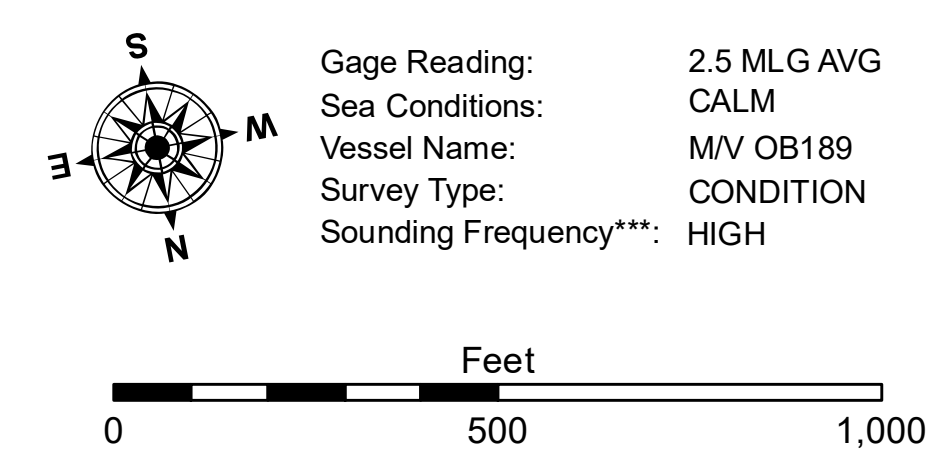 S
W
E
N
Gage Reading: 2.5 MLG AVG
Sea Conditions: CALM
Vessel Name: M/V OB189
Survey Type: CONDITION
Sounding Frequency***: HIGH
Feet
0 500 1,000